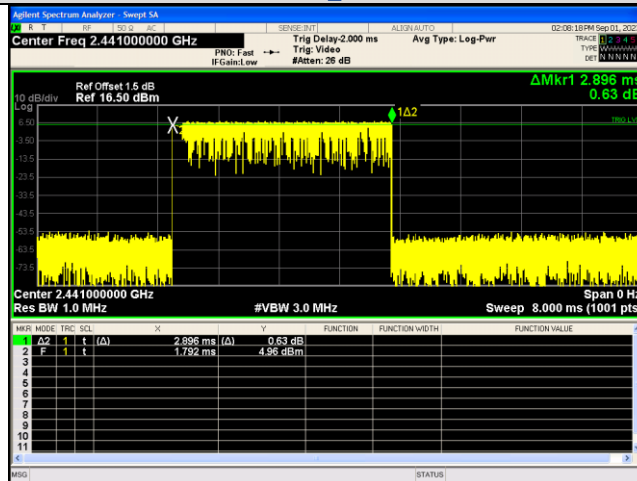 Agilent Spectrum Analyzer - Swept SA
R T RF 50 Ω AC SENSE:INT ALIGN AUTO 02:08:18 PM Sep 01, 202
Center Freq 2.441000000 GHz
Trig Delay-2.000 ms Avg Type: Log-Pwr
PNO: Fast Trig: Video
IFGain:Low #Atten: 26 dB
TRACE 1 2 3 4 5
TYPE
DET N N N N N
ΔMkr1 2.896 ms
0.63 dB
Ref Offset 1.5 dB
10 dB/div Ref 16.50 dBm
Log
1Δ2
TRIG LVL
6.50
-3.50
-13.5
-23.5
-33.5
-43.5
-53.5
-63.5
-73.5
X2
Center 2.441000000 GHz Span 0 Hz
Res BW 1.0 MHz #VBW 3.0 MHz Sweep 8.000 ms (1001 pts
MKR MODE TRC SCL X Y FUNCTION FUNCTION WIDTH FUNCTION VALUE
1 Δ2 1 t (Δ) 2.896 ms (Δ) 0.63 dB
2 F 1 t 1.792 ms 4.96 dBm
3
4
5
6
7
8
9
10
11
MSG STATUS